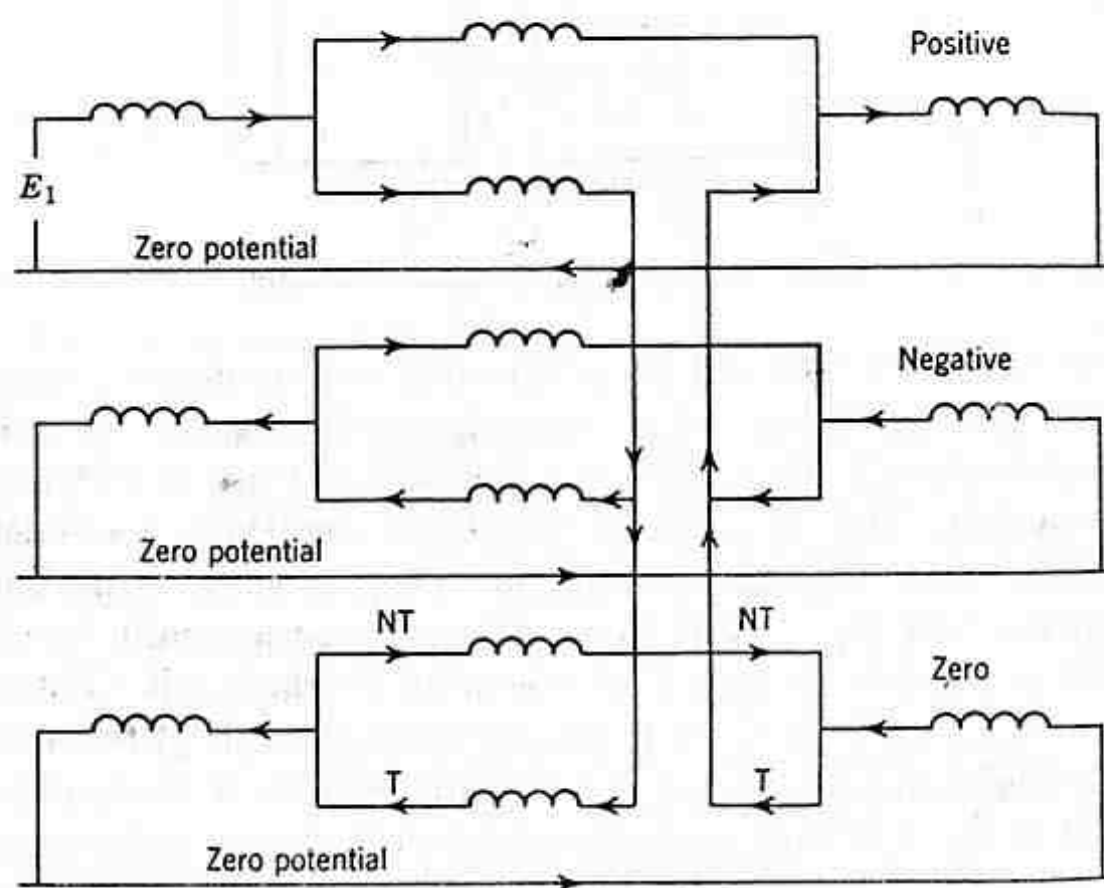 Positive
E₁
Zero potential
Negative
Zero potential
NT NT
Zero
T T
Zero potential